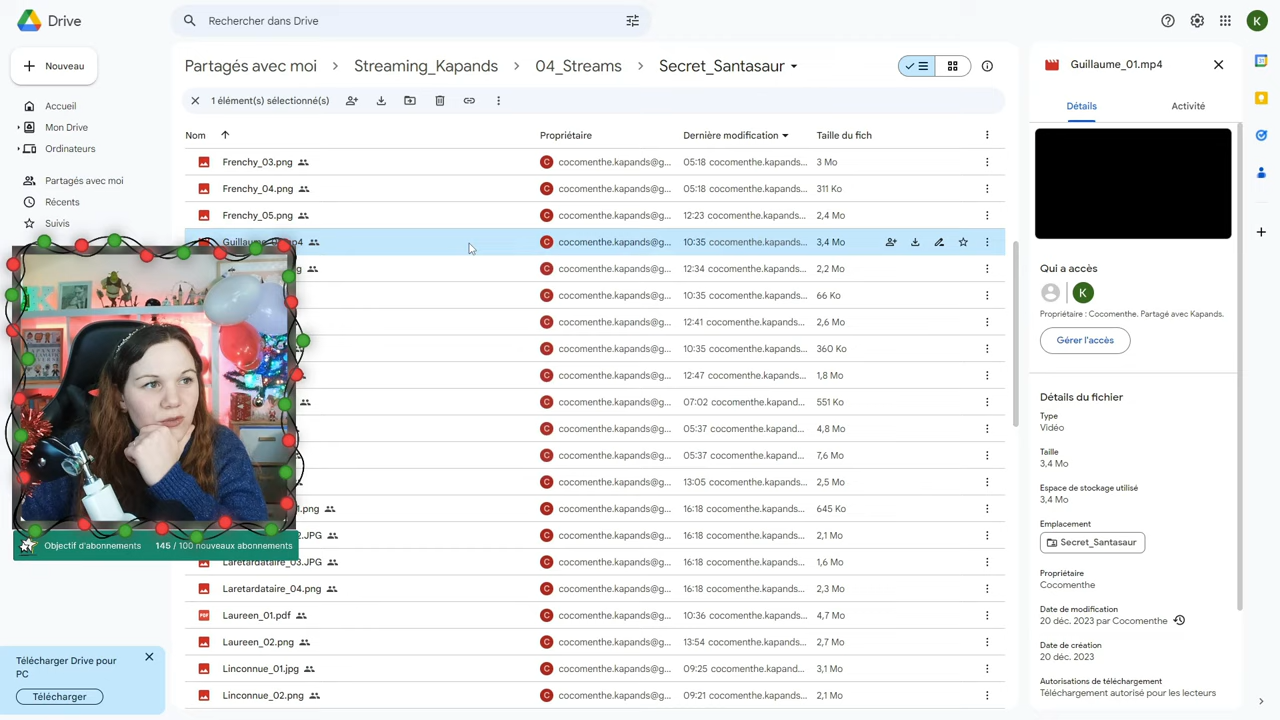 Drive
Rechercher dans Drive
K
Nouveau
Accueil
Mon Drive
Ordinateurs
Partagés avec moi
Récents
Suivis
Partagés avec moi > Streaming_Kapands > 04_Streams > Secret_Santasaur
1 élément(s) sélectionné(s)
Nom Propriétaire Dernière modification Taille du fich
Frenchy_03.png C cocomenthe.kapands@g... 05:18 cocomenthe.kapands... 3 Mo
Frenchy_04.png C cocomenthe.kapands@g... 05:18 cocomenthe.kapands... 311 Ko
Frenchy_05.png C cocomenthe.kapands@g... 12:23 cocomenthe.kapands... 2,4 Mo
C cocomenthe.kapands@g... 10:35 cocomenthe.kapands... 3,4 Mo
C cocomenthe.kapands@g... 12:34 cocomenthe.kapands... 2,2 Mo
C cocomenthe.kapands@g... 10:35 cocomenthe.kapands... 66 Ko
C cocomenthe.kapands@g... 12:41 cocomenthe.kapands... 2,6 Mo
C cocomenthe.kapands@g... 10:35 cocomenthe.kapands... 360 Ko
C cocomenthe.kapands@g... 12:47 cocomenthe.kapands... 1,8 Mo
C cocomenthe.kapands@g... 07:02 cocomenthe.kapand... 551 Ko
C cocomenthe.kapands@g... 05:37 cocomenthe.kapand... 4,8 Mo
C cocomenthe.kapands@g... 05:37 cocomenthe.kapand... 7,6 Mo
C cocomenthe.kapands@g... 13:05 cocomenthe.kapands... 2,5 Mo
1.png C cocomenthe.kapands@g... 16:18 cocomenthe.kapands... 645 Ko
2.JPG C cocomenthe.kapands@g... 16:18 cocomenthe.kapands... 2,1 Mo
Laretardataire_03.JPG C cocomenthe.kapands@g... 16:18 cocomenthe.kapands... 1,6 Mo
Laretardataire_04.png C cocomenthe.kapands@g... 16:18 cocomenthe.kapands... 2,3 Mo
PDF Laureen_01.pdf C cocomenthe.kapands@g... 10:36 cocomenthe.kapands... 4,7 Mo
Laureen_02.png C cocomenthe.kapands@g... 13:54 cocomenthe.kapands... 2,7 Mo
Linconnue_01.jpg C cocomenthe.kapands@g... 09:25 cocomenthe.kapands... 3,1 Mo
Linconnue_02.png C cocomenthe.kapands@g... 09:21 cocomenthe.kapands... 2,1 Mo
Objectif d'abonnements 145 / 100 nouveaux abonnements
Télécharger Drive pour
PC
Télécharger
Guillaume_01.mp4
Détails Activité
Qui a accès
K
Propriétaire : Cocomenthe. Partagé avec Kapands.
Gérer l'accès
Détails du fichier
Type
Vidéo
Taille
3,4 Mo
Espace de stockage utilisé
3,4 Mo
Emplacement
Secret_Santasaur
Propriétaire
Cocomenthe
Date de modification
20 déc. 2023 par Cocomenthe
Date de création
20 déc. 2023
Autorisations de téléchargement
Téléchargement autorisé pour les lecteurs